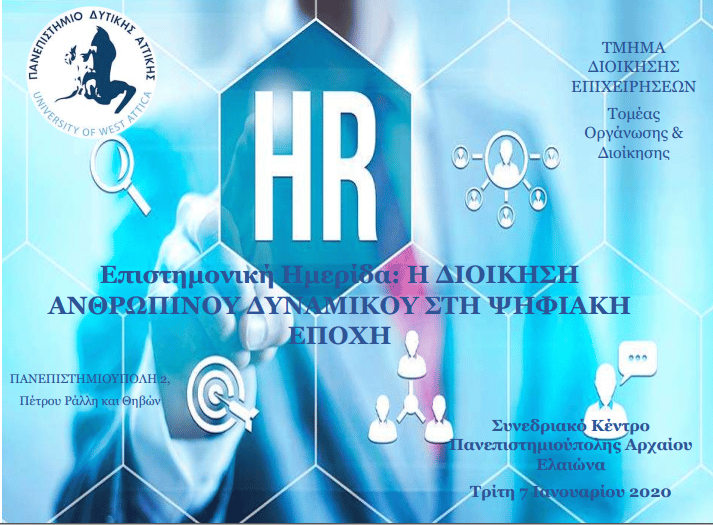 ΠΑΝΕΠΙΣΤΗΜΙΟ ΔΥΤΙΚΗΣ ΑΤΤΙΚΗΣ
UNIVERSITY OF WEST ATTICA
HR
ΤΜΗΜΑ
ΔΙΟΙΚΗΣΗΣ
ΕΠΙΧΕΙΡΗΣΕΩΝ
Τομέας
Οργάνωσης &
Διοίκησης
Επιστημονική Ημερίδα: Η ΔΙΟΙΚΗΣΗ
ΑΝΘΡΩΠΙΝΟΥ ΔΥΝΑΜΙΚΟΥ ΣΤΗ ΨΗΦΙΑΚΗ
ΕΠΟΧΗ
ΠΑΝΕΠΙΣΤΗΜΙΟΥΠΟΛΗ 2,
Πέτρου Ράλλη και Θηβών
Συνεδριακό Κέντρο
Πανεπιστημιούπολης Αρχαίου
Ελαιώνα
Τρίτη 7 Ιανουαρίου 2020